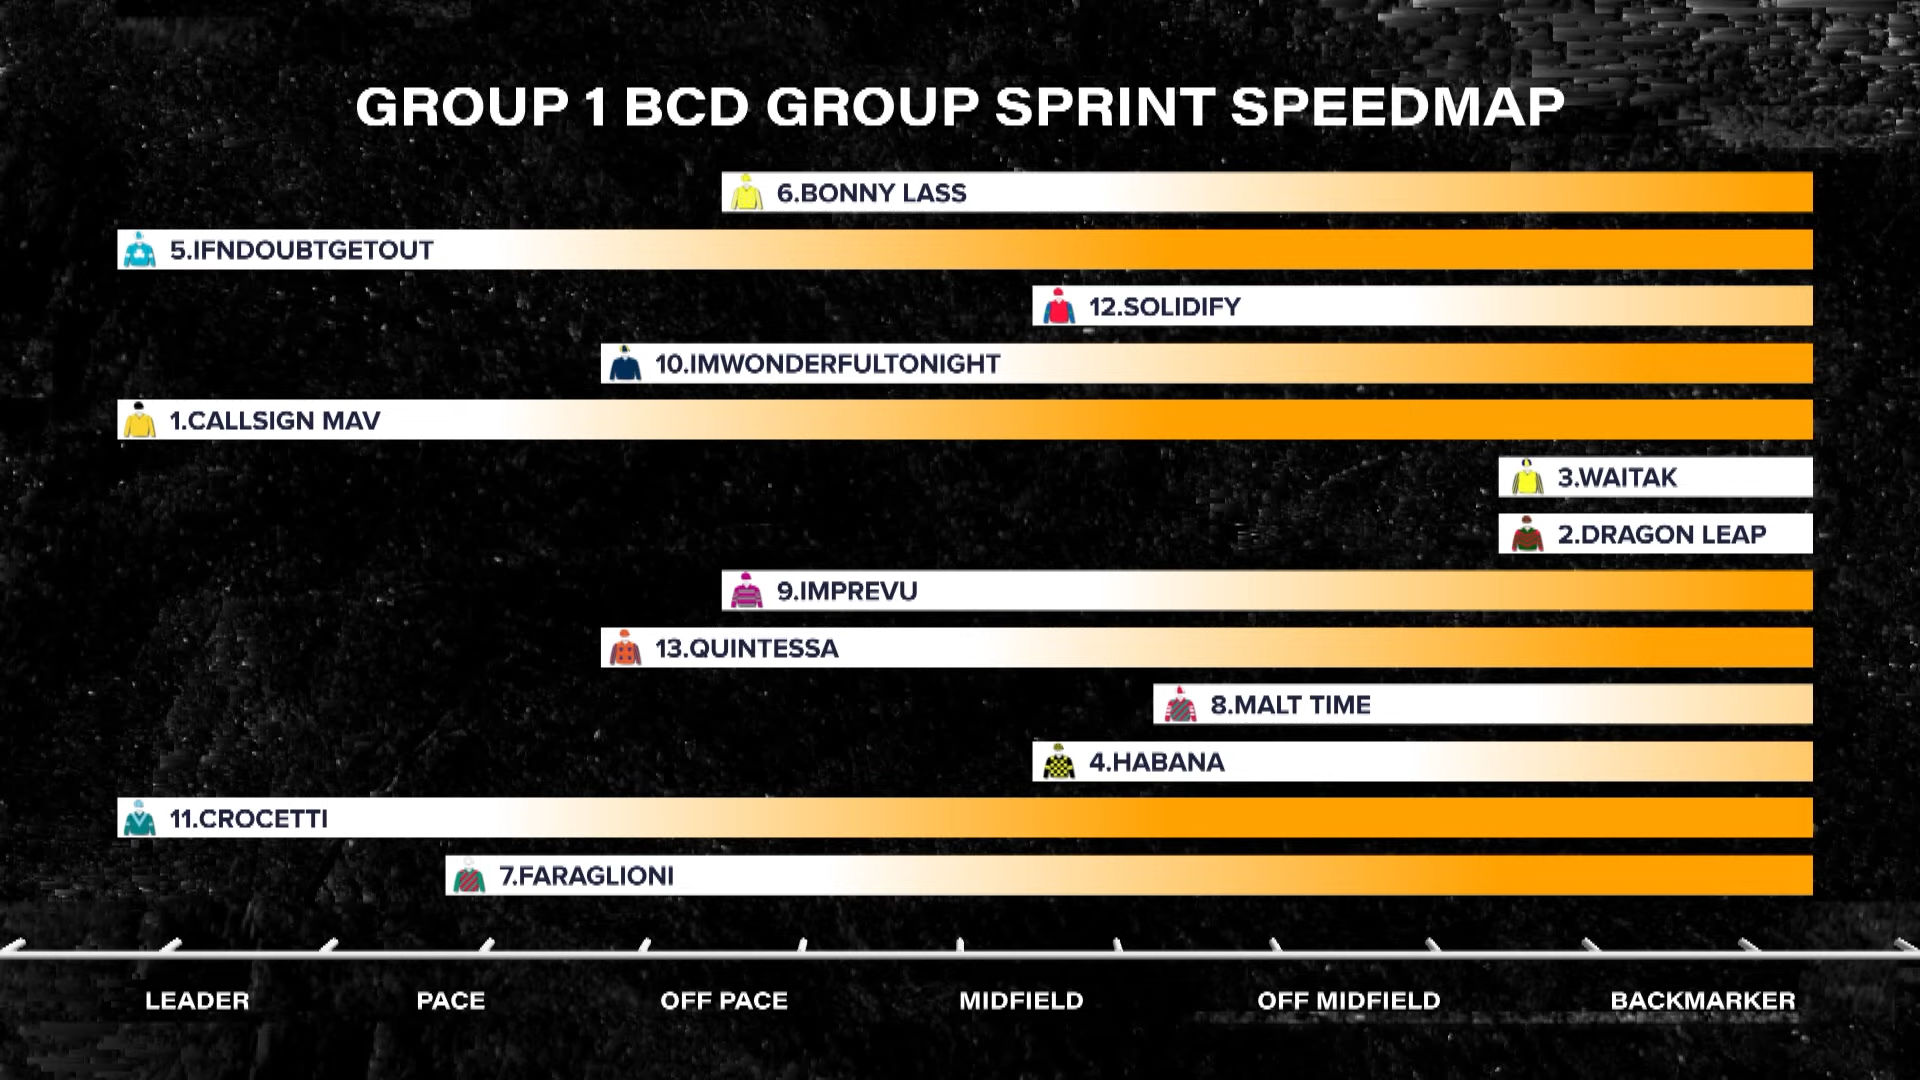 GROUP 1 BCD GROUP SPRINT SPEEDMAP
6.BONNY LASS
5.IFNDOUBTGETOUT
12.SOLIDIFY
10.IMWONDERFULTONIGHT
1.CALLSIGN MAV
3.WAITAK
2.DRAGON LEAP
9.IMPREVU
13.QUINTESSA
8.MALT TIME
4.HABANA
11.CROCETTI
7.FARAGLIONI
LEADER PACE OFF PACE MIDFIELD OFF MIDFIELD BACKMARKER